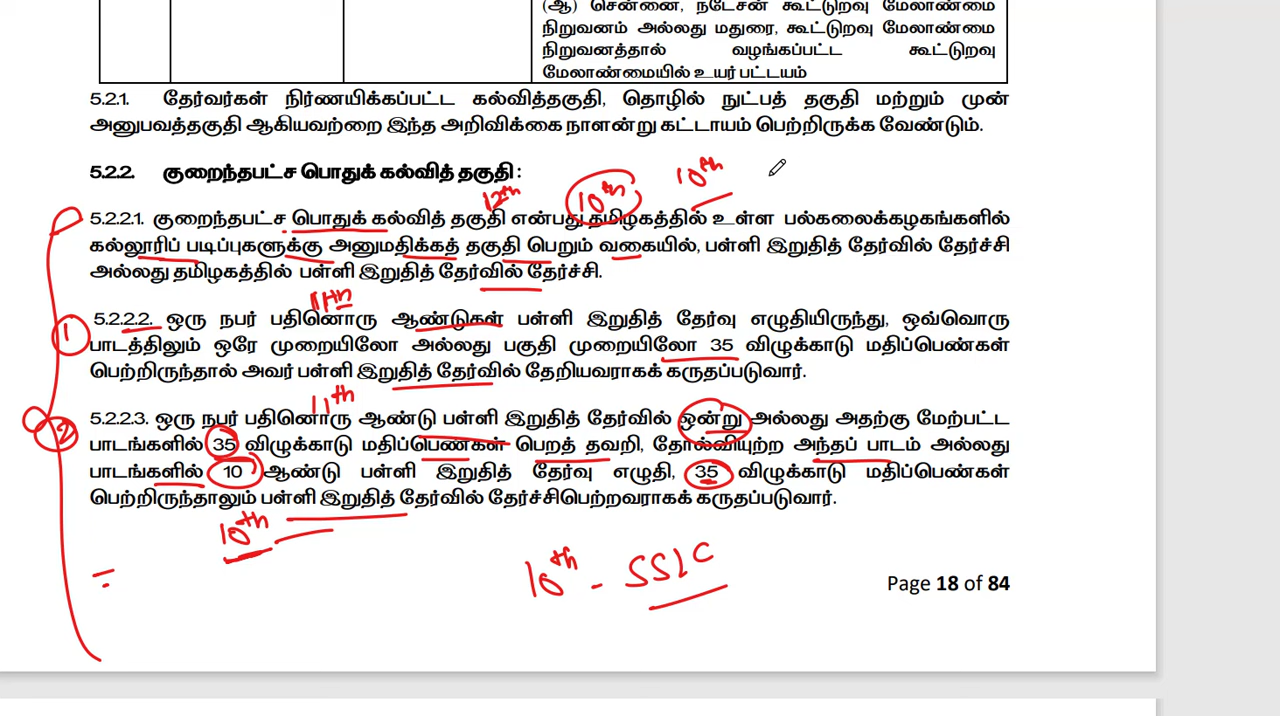 (ஆ) சென்னை, நடேசன் கூட்டுறவு மேலாண்மை
நிறுவனம் அல்லது மதுரை, கூட்டுறவு மேலாண்மை
நிறுவனத்தால் வழங்கப்பட்ட கூட்டுறவு
மேலாண்மையில் உயர் பட்டயம்
5.2.1. தேர்வர்கள் நிர்ணயிக்கப்பட்ட கல்வித்தகுதி, தொழில் நுட்பத் தகுதி மற்றும் முன்
அனுபவத்தகுதி ஆகியவற்றை இந்த அறிவிக்கை நாளன்று கட்டாயம் பெற்றிருக்க வேண்டும்.
5.2.2. குறைந்தபட்ச பொதுக் கல்வித் தகுதி :
12th 10th 10th
5.2.2.1. குறைந்தபட்ச பொதுக் கல்வித் தகுதி என்பது தமிழகத்தில் உள்ள பல்கலைக்கழகங்களில்
கல்லூரிப் படிப்புகளுக்கு அனுமதிக்கத் தகுதி பெறும் வகையில், பள்ளி இறுதித் தேர்வில் தேர்ச்சி
அல்லது தமிழகத்தில் பள்ளி இறுதித் தேர்வில் தேர்ச்சி.
11th
1 5.2.2.2. ஒரு நபர் பதினொரு ஆண்டுகள் பள்ளி இறுதித் தேர்வு எழுதியிருந்து, ஒவ்வொரு
பாடத்திலும் ஒரே முறையிலோ அல்லது பகுதி முறையிலோ 35 விழுக்காடு மதிப்பெண்கள்
பெற்றிருந்தால் அவர் பள்ளி இறுதித் தேர்வில் தேறியவராகக் கருதப்படுவார்.
11th
2 5.2.2.3. ஒரு நபர் பதினொரு ஆண்டு பள்ளி இறுதித் தேர்வில் ஒன்று அல்லது அதற்கு மேற்பட்ட
பாடங்களில் 35 விழுக்காடு மதிப்பெண்கள் பெறத் தவறி, தோல்வியுற்ற அந்தப் பாடம் அல்லது
பாடங்களில் 10 ஆண்டு பள்ளி இறுதித் தேர்வு எழுதி, 35 விழுக்காடு மதிப்பெண்கள்
பெற்றிருந்தாலும் பள்ளி இறுதித் தேர்வில் தேர்ச்சிபெற்றவராகக் கருதப்படுவார்.
10th
10th - SSLC
Page 18 of 84